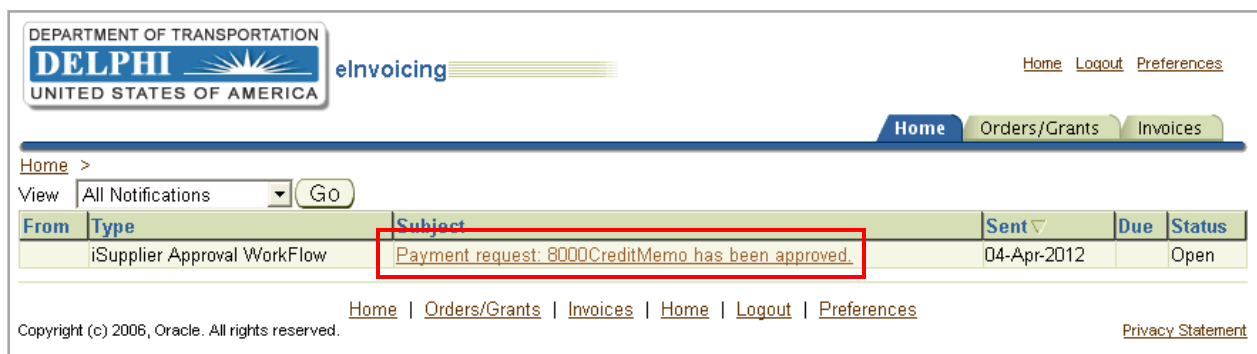 DEPARTMENT OF TRANSPORTATION
DELPHI
UNITED STATES OF AMERICA
eInvoicing
Home Logout Preferences
Home Orders/Grants Invoices
Home >
View All Notifications Go
From Type Subject Sent Due Status
iSupplier Approval WorkFlow Payment request: 8000CreditMemo has been approved. 04-Apr-2012 Open
Home | Orders/Grants | Invoices | Home | Logout | Preferences
Copyright (c) 2006, Oracle. All rights reserved.
Privacy Statement